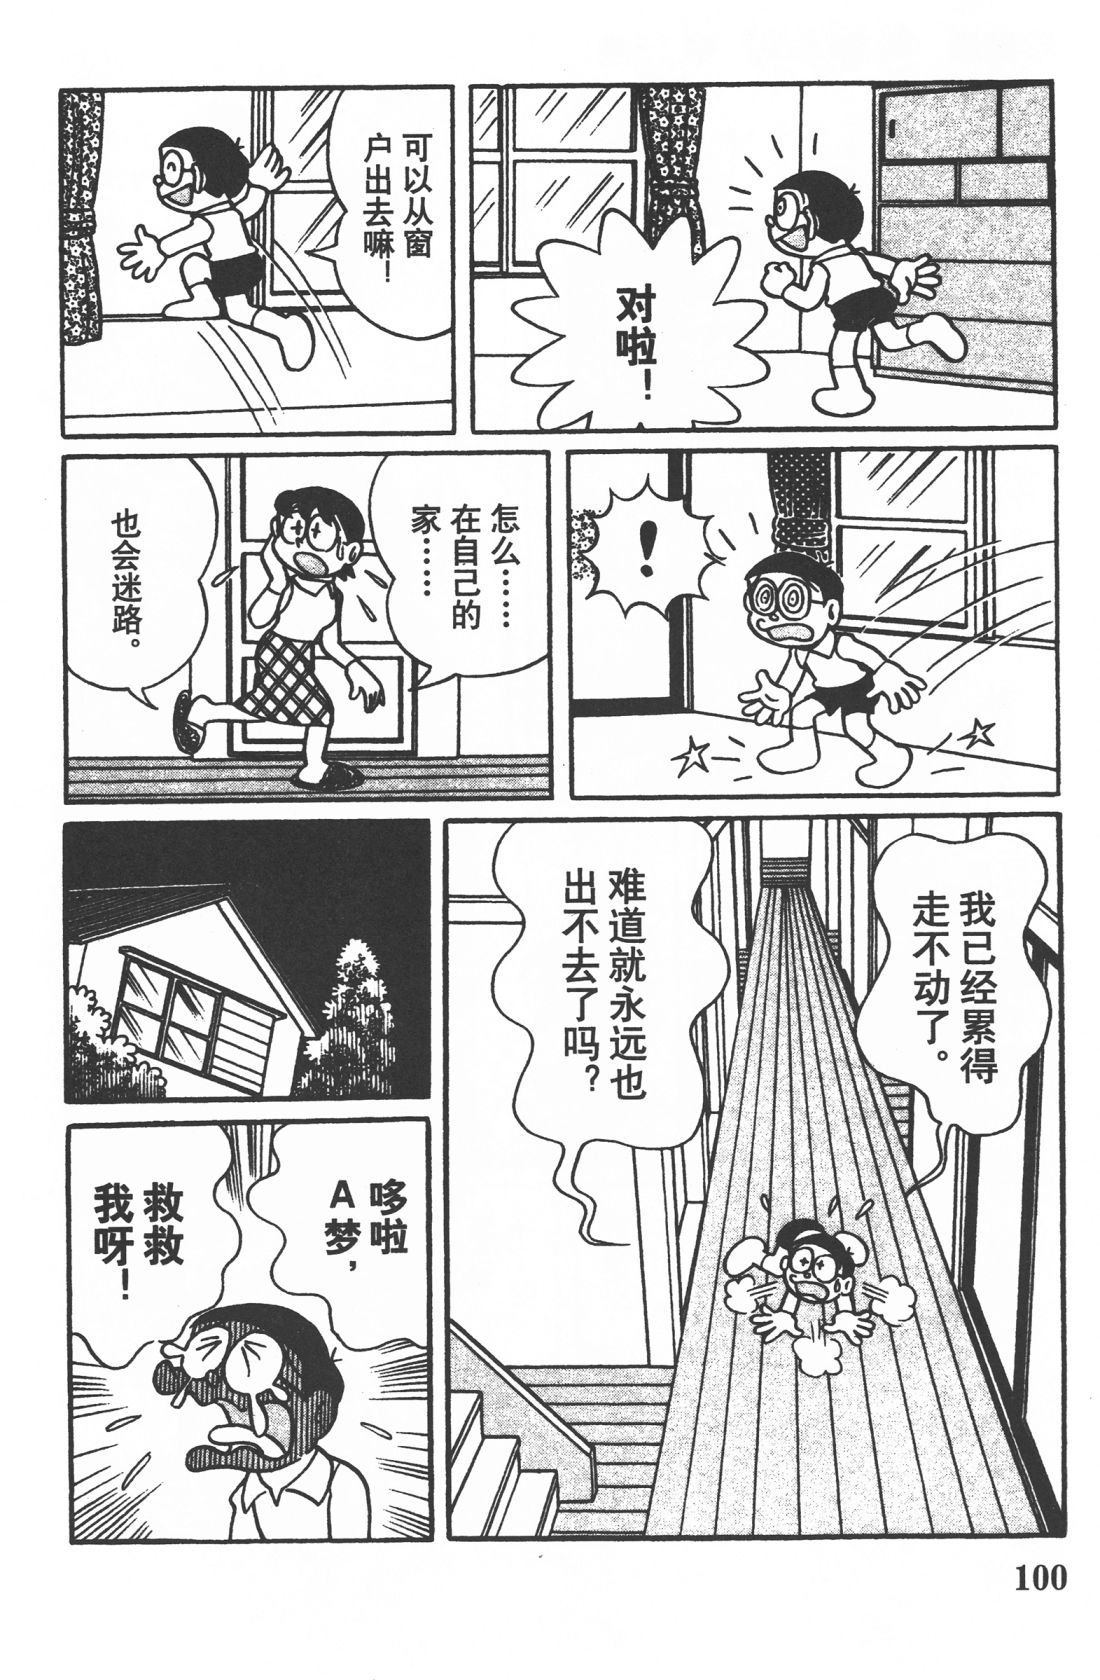 对啦！
可以从窗
户出去嘛！
！
怎么……
在自己的
家……
也会迷路。
我已经累得
走不动了。
难道就永远也
出不去了吗？
哆啦
A梦，
救救
我呀！
100